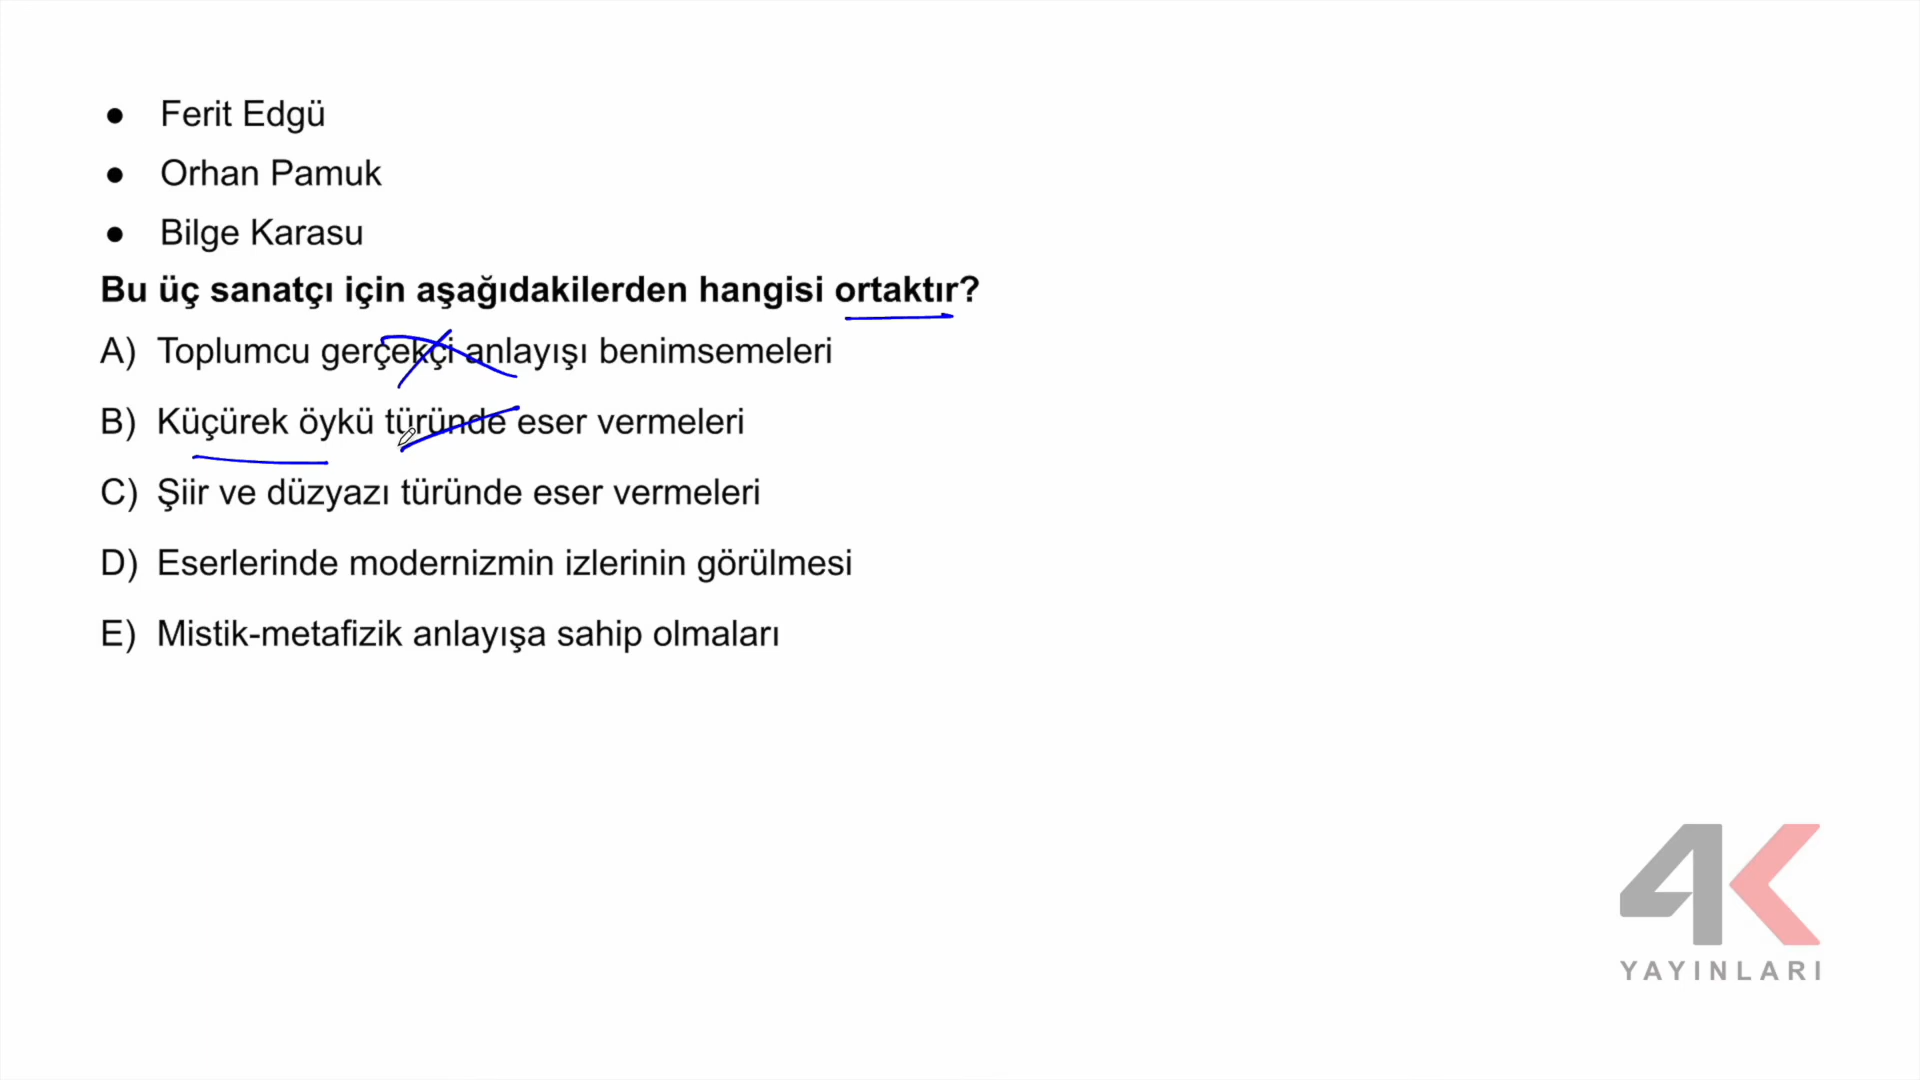 ● Ferit Edgü
● Orhan Pamuk
● Bilge Karasu
Bu üç sanatçı için aşağıdakilerden hangisi ortaktır?
A) Toplumcu gerçekçi anlayışı benimsemeleri
B) Küçürek öykü türünde eser vermeleri
C) Şiir ve düzyazı türünde eser vermeleri
D) Eserlerinde modernizmin izlerinin görülmesi
E) Mistik-metafizik anlayışa sahip olmaları
4K
YAYINLARI